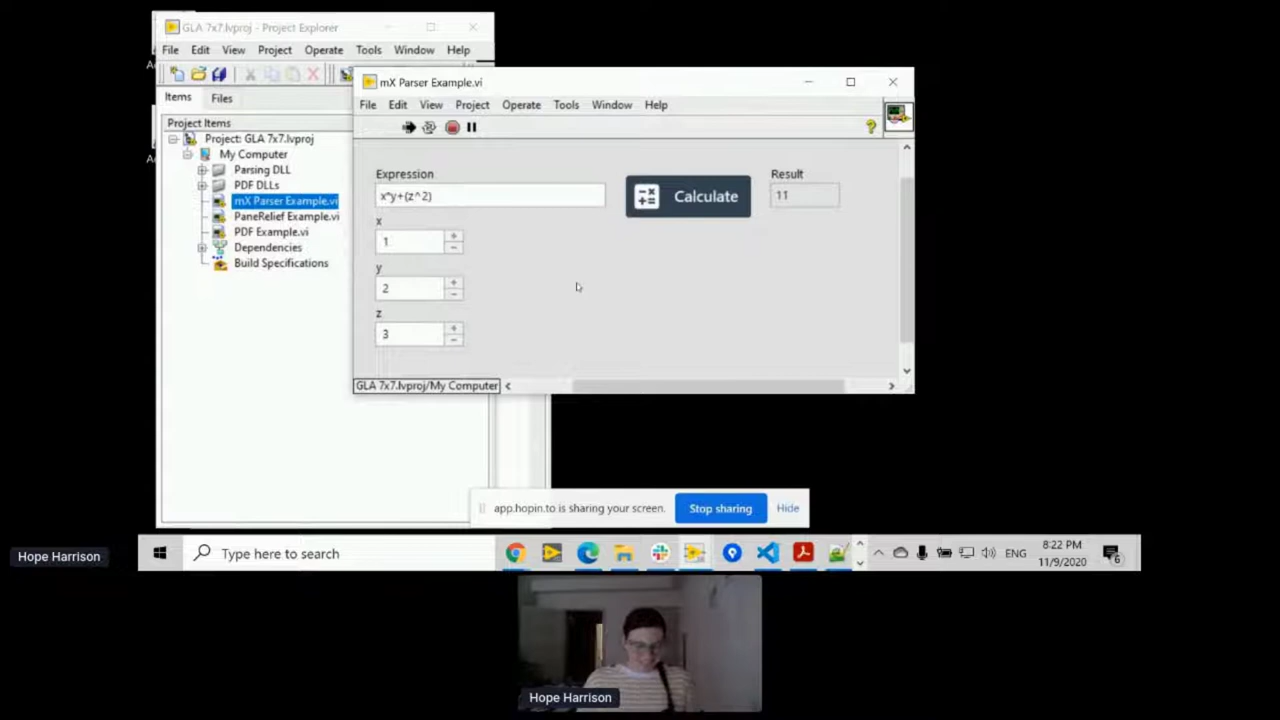 GLA 7x7.lvproj - Project Explorer
File Edit View Project Operate Tools Window Help
Items Files
Project Items
Project: GLA 7x7.lvproj
My Computer
Parsing DLL
PDF DLLs
mX Parser Example.vi
PaneRelief Example.vi
PDF Example.vi
Dependencies
Build Specifications
mX Parser Example.vi
File Edit View Project Operate Tools Window Help
Expression
x*y+(z^2)
Calculate
Result
11
x
1
y
2
z
3
GLA 7x7.lvproj/My Computer
app.hopin.to is sharing your screen. Stop sharing Hide
Hope Harrison
Type here to search
ENG
8:22 PM
11/9/2020
6
Hope Harrison